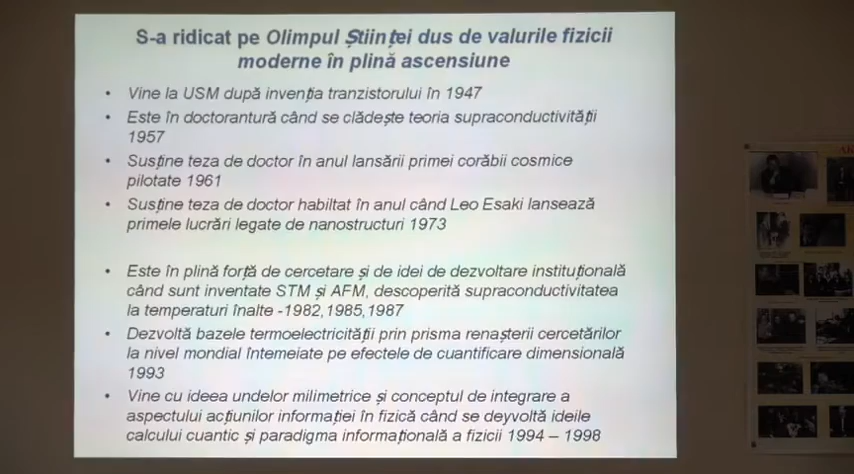 S-a ridicat pe Olimpul Științei dus de valurile fizicii
moderne în plină ascensiune
• Vine la USM după invenția tranzistorului în 1947
• Este în doctorantură când se clădește teoria supraconductivității
1957
• Susține teza de doctor în anul lansării primei corăbii cosmice
pilotate 1961
• Susține teza de doctor habiltat în anul când Leo Esaki lansează
primele lucrări legate de nanostructuri 1973
• Este în plină forță de cercetare și de idei de dezvoltare instituțională
când sunt inventate STM și AFM, descoperită supraconductivitatea
la temperaturi înalte -1982,1985,1987
• Dezvoltă bazele termoelectricității prin prisma renașterii cercetărilor
la nivel mondial întemeiate pe efectele de cuantificare dimensională
1993
• Vine cu ideea undelor milimetrice și conceptul de integrare a
aspectului acțiunilor informației în fizică când se deyvoltă ideile
calcului cuantic și paradigma informațională a fizicii 1994 – 1998